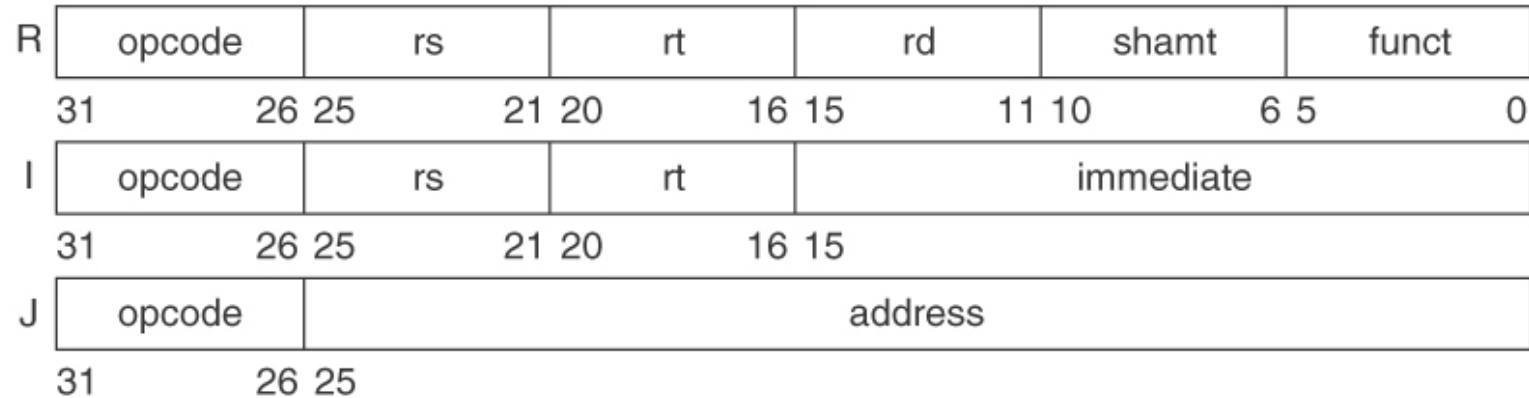 R opcode rs rt rd shamt funct
31 26 25 21 20 16 15 11 10 6 5 0
I opcode rs rt immediate
31 26 25 21 20 16 15
J opcode address
31 26 25